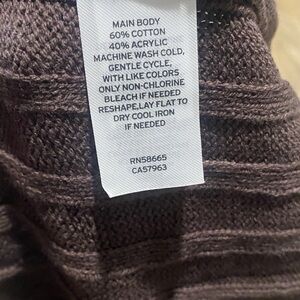 MAIN BODY
60% COTTON
40% ACRYLIC
MACHINE WASH COLD,
GENTLE CYCLE,
WITH LIKE COLORS
ONLY NON-CHLORINE
BLEACH IF NEEDED
RESHAPE,LAY FLAT TO
DRY COOL IRON
IF NEEDED
RN58665
CA57963